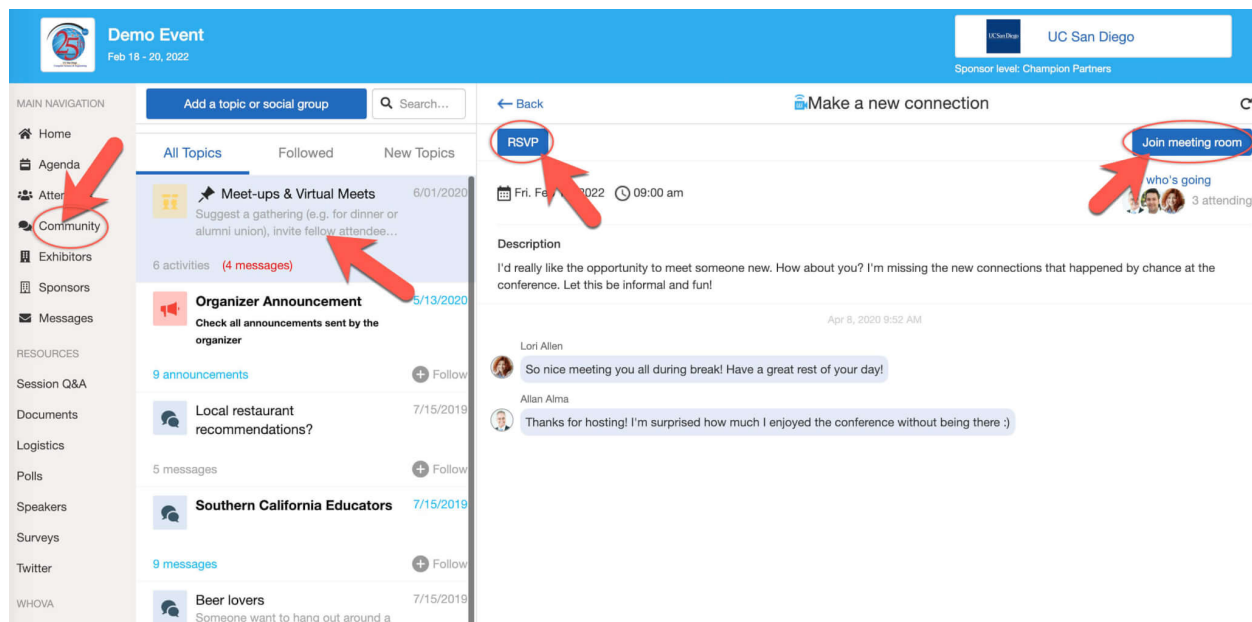 Demo Event
Feb 18 - 20, 2022
UC San Diego
UC San Diego
Sponsor level: Champion Partners
MAIN NAVIGATION
Home
Agenda
Community
Exhibitors
Sponsors
Messages
RESOURCES
Session Q&A
Documents
Logistics
Polls
Speakers
Surveys
Twitter
WHOVA
Add a topic or social group
Search...
All Topics Followed New Topics
Meet-ups & Virtual Meets 6/01/2020
Suggest a gathering (e.g. for dinner or
alumni union), invite fellow attendee...
6 activities (4 messages)
Organizer Announcement 5/13/2020
Check all announcements sent by the
organizer
9 announcements Follow
Local restaurant 7/15/2019
recommendations?
5 messages Follow
Southern California Educators 7/15/2019
9 messages Follow
Beer lovers 7/15/2019
Someone want to hang out around a
Back
Make a new connection
RSVP
Join meeting room
Fri. 2022 09:00 am
who's going
3 attending
Description
I'd really like the opportunity to meet someone new. How about you? I'm missing the new connections that happened by chance at the
conference. Let this be informal and fun!
Apr 8, 2020 9:52 AM
Lori Allen
So nice meeting you all during break! Have a great rest of your day!
Allan Alma
Thanks for hosting! I'm surprised how much I enjoyed the conference without being there :)